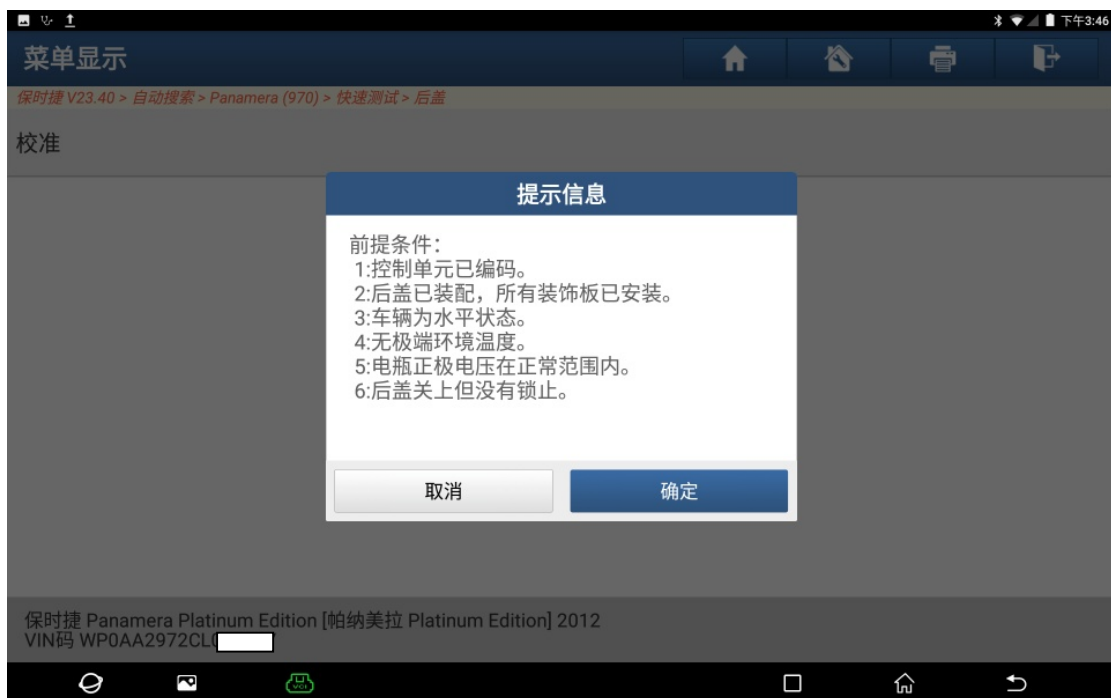 下午3:46
菜单显示
保时捷 V23.40 > 自动搜索 > Panamera (970) > 快速测试 > 后盖
校准
提示信息
前提条件：
1:控制单元已编码。
2:后盖已装配，所有装饰板已安装。
3:车辆为水平状态。
4:无极端环境温度。
5:电瓶正极电压在正常范围内。
6:后盖关上但没有锁止。
取消
确定
保时捷 Panamera Platinum Edition [帕纳美拉 Platinum Edition] 2012
VIN码 WP0AA2972CL
VCI